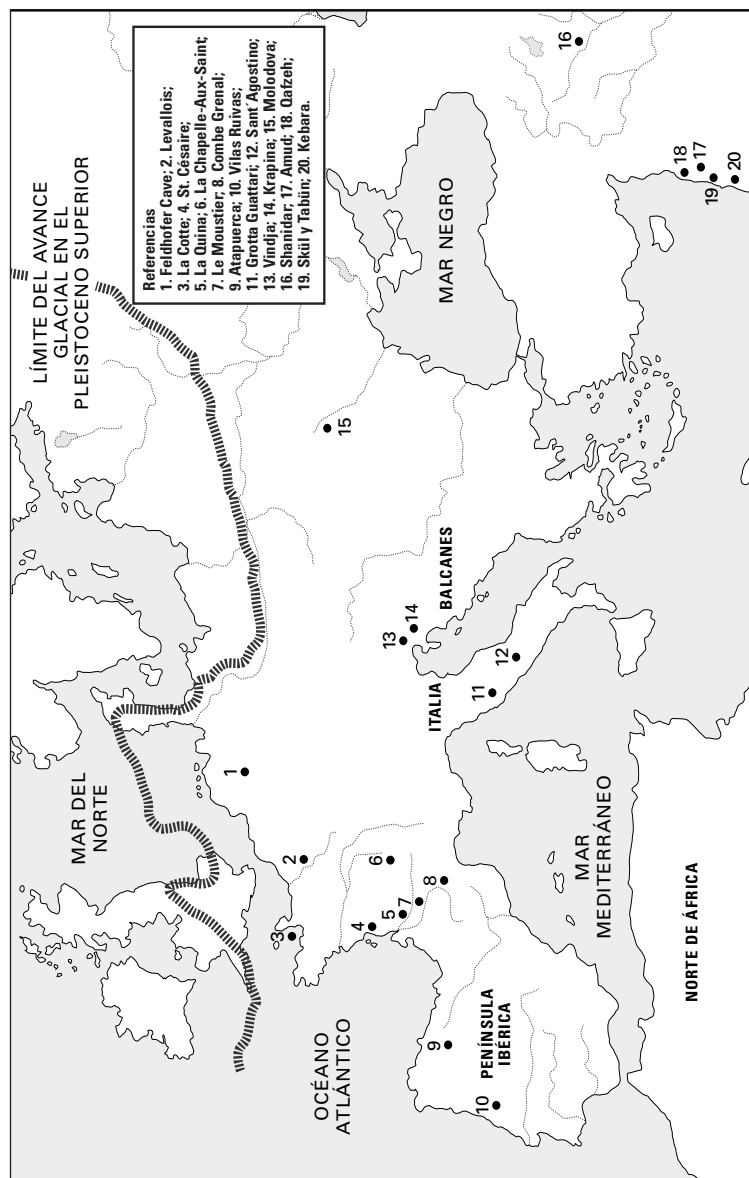 LÍMITE DEL AVANCE
GLACIAL EN EL
PLEISTOCENO SUPERIOR
Referencias
1. Feldhofer Cave; 2. Levallois;
3. La Cotte; 4. St. Césaire;
5. La Quina; 6. La Chapelle-Aux-Saint;
7. Le Moustier; 8. Combe Grenal;
9. Atapuerca; 10. Vilas Ruivas;
11. Grotta Guattari; 12. Sant´Agostino;
13. Vindja; 14. Krapina; 15. Molodova;
16. Shanidar; 17. Amud; 18. Qafzeh;
19. Skül y Tabün; 20. Kebara.
MAR DEL
NORTE
OCÉANO
ATLÁNTICO
MAR NEGRO
BALCANES
ITALIA
PENÍNSULA
IBÉRICA
MAR
MEDITERRÁNEO
NORTE DE ÁFRICA
1
2
3
4
5
6
7
8
9
10
11
12
13
14
15
16
17
18
19
20